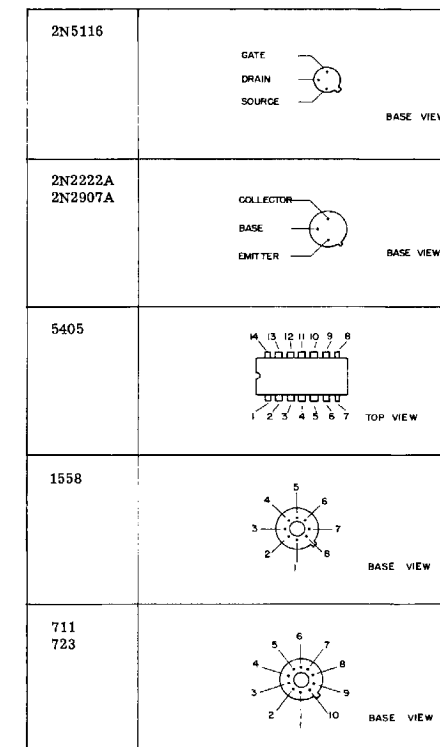 2N5116
GATE
DRAIN
SOURCE
BASE VIEW
2N2222A
2N2907A
COLLECTOR
BASE
EMITTER
BASE VIEW
5405
14 13 12 11 10 9 8
1 2 3 4 5 6 7
TOP VIEW
1558
5
4 6
3 7
2 8
1
BASE VIEW
711
723
6
5 7
4 8
3 9
2 10
1
BASE VIEW